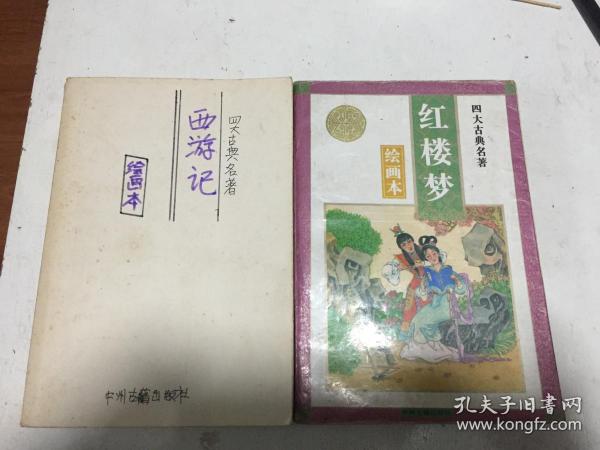 四大古典名著
西游记
绘画本
中州古籍出版社
四大古典名著
红楼梦
绘画本
孔夫子旧书网
www.kongfz.com